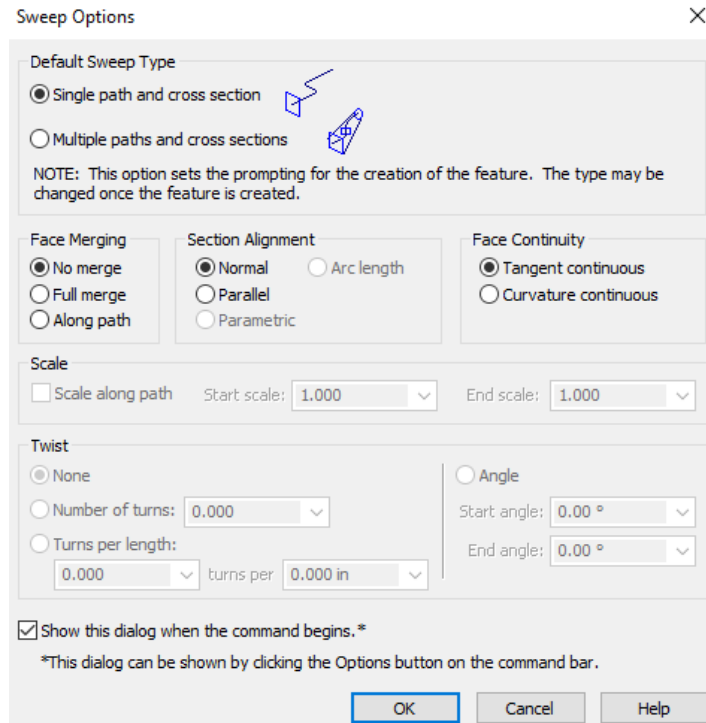 Sweep Options
Default Sweep Type
Single path and cross section
Multiple paths and cross sections
NOTE: This option sets the prompting for the creation of the feature. The type may be
changed once the feature is created.
Face Merging
No merge
Full merge
Along path
Section Alignment
Normal Arc length
Parallel
Parametric
Face Continuity
Tangent continuous
Curvature continuous
Scale
Scale along path Start scale: 1.000 End scale: 1.000
Twist
None
Number of turns: 0.000
Turns per length:
0.000 turns per 0.000 in
Angle
Start angle: 0.00 °
End angle: 0.00 °
Show this dialog when the command begins.*
*This dialog can be shown by clicking the Options button on the command bar.
OK Cancel Help